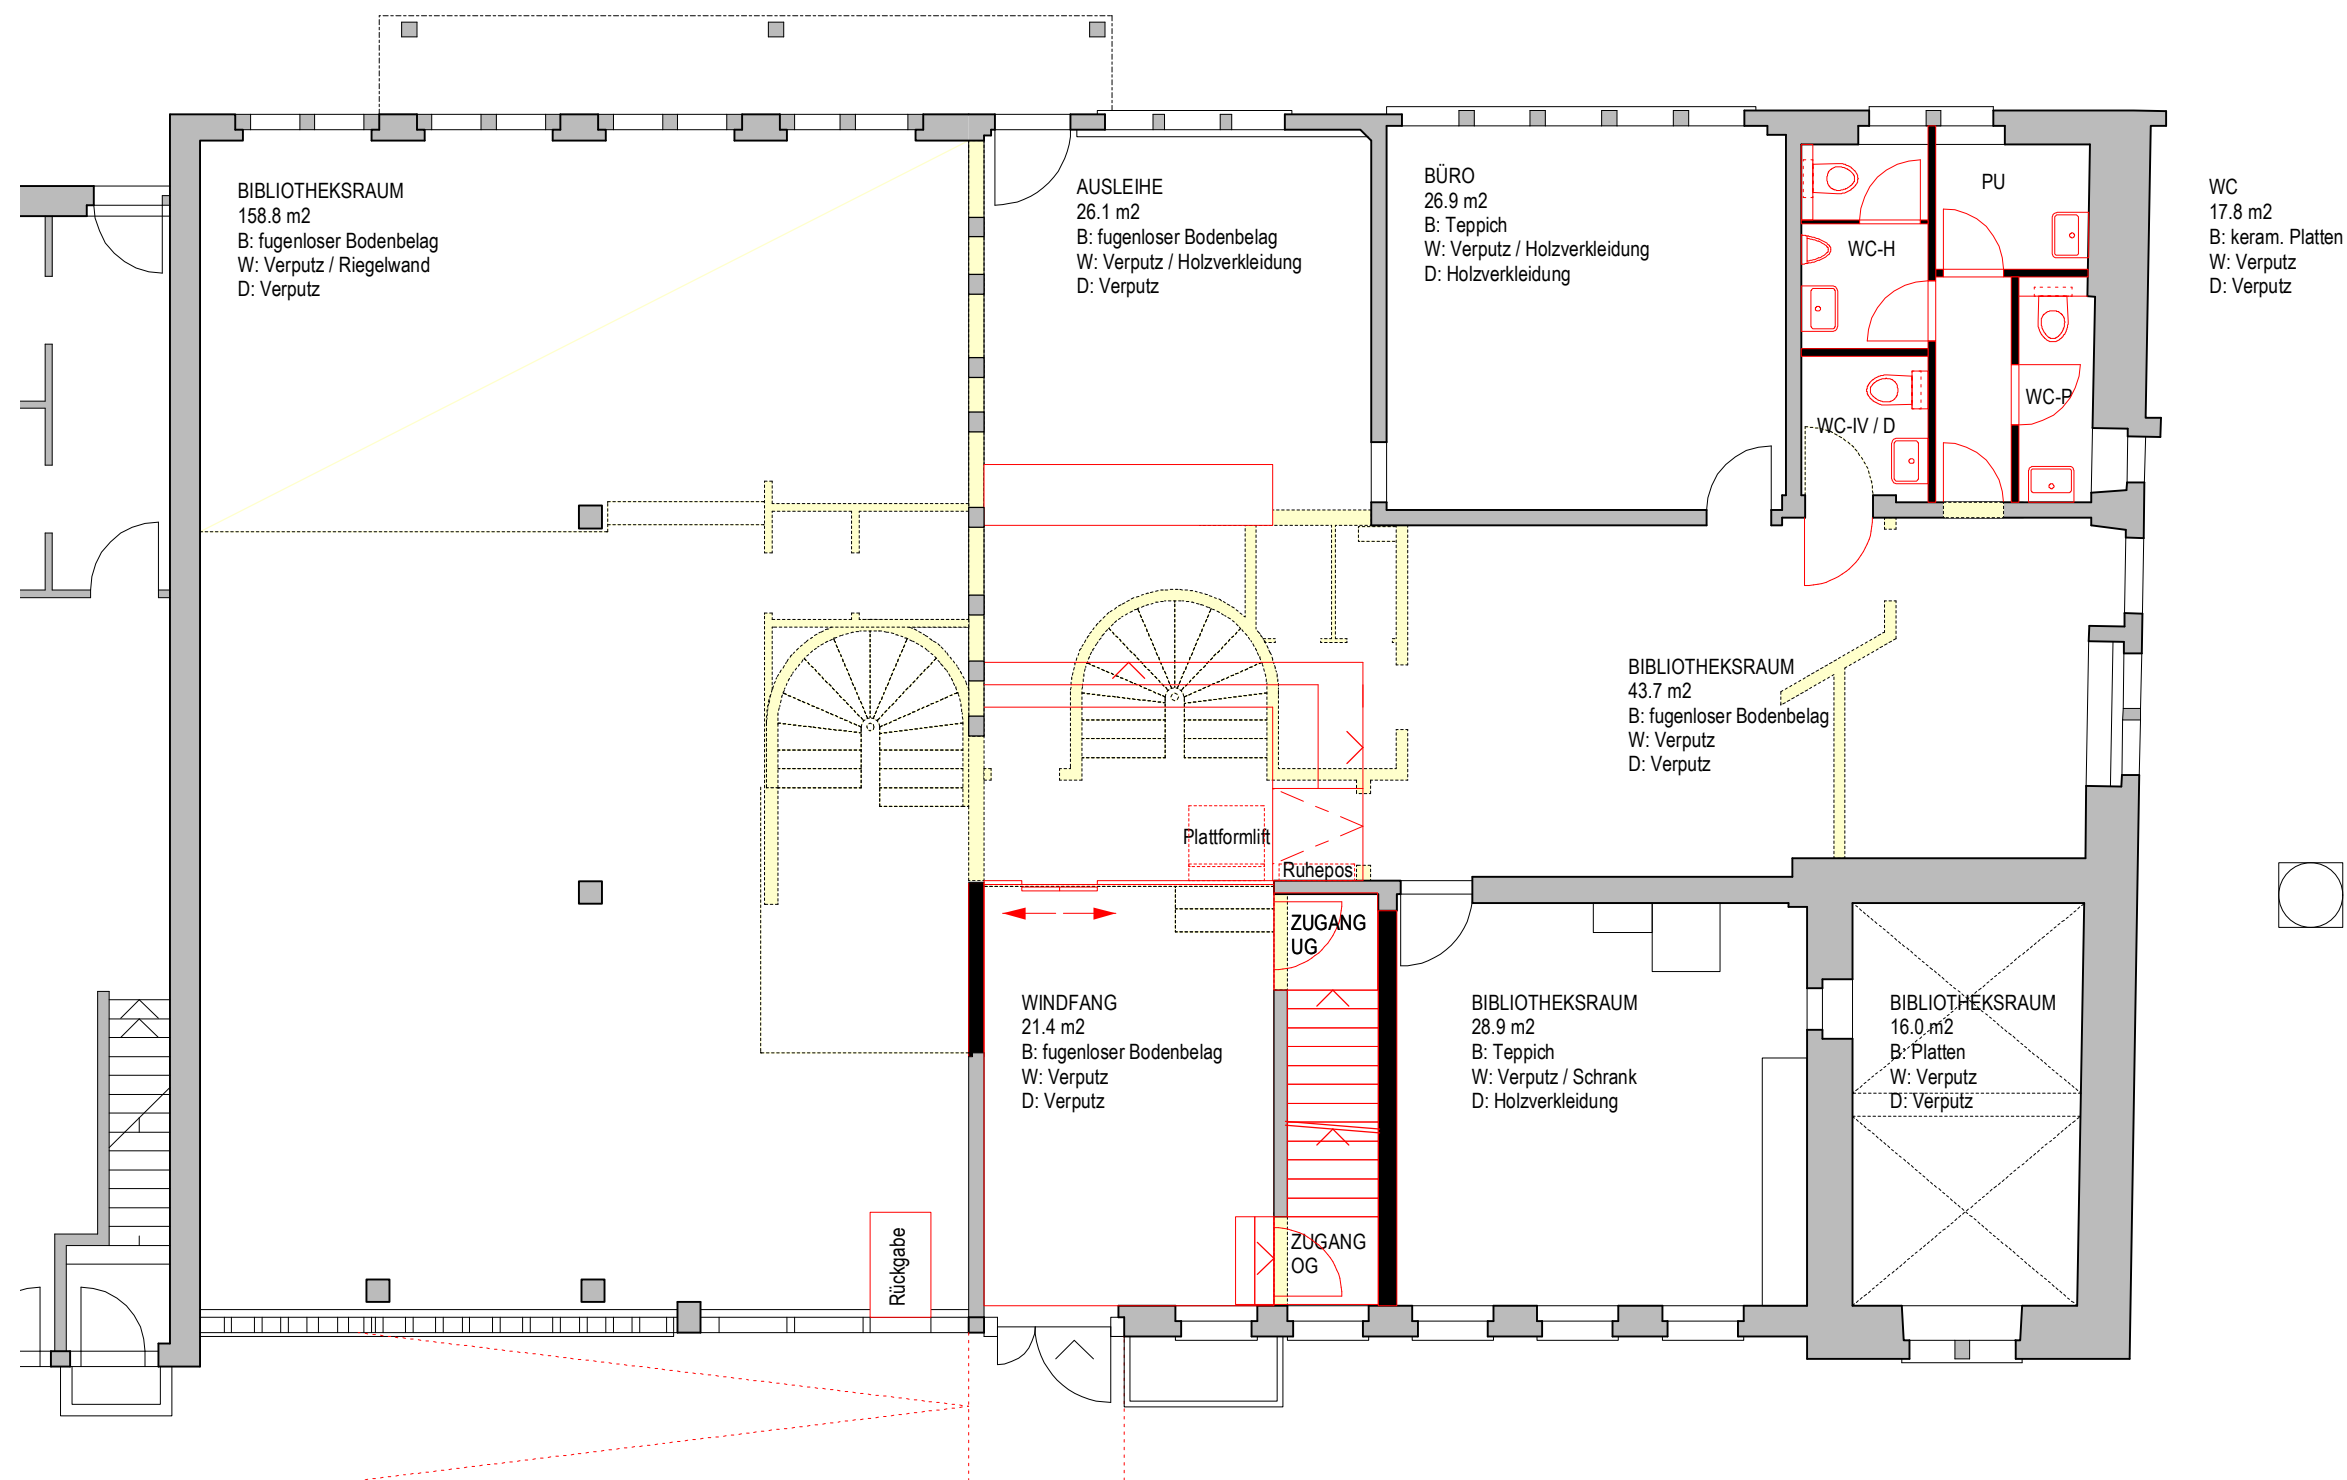 BIBLIOTHEKSRAUM
158.8 m2
B: fugenloser Bodenbelag
W: Verputz / Riegelwand
D: Verputz
AUSLEIHE
26.1 m2
B: fugenloser Bodenbelag
W: Verputz / Holzverkleidung
D: Verputz
BÜRO
26.9 m2
B: Teppich
W: Verputz / Holzverkleidung
D: Holzverkleidung
PU
WC-H
WC-P
WC-IV / D
WC
17.8 m2
B: keram. Platten
W: Verputz
D: Verputz
BIBLIOTHEKSRAUM
43.7 m2
B: fugenloser Bodenbelag
W: Verputz
D: Verputz
Plattformlift
Ruhepos
ZUGANG
UG
WINDFANG
21.4 m2
B: fugenloser Bodenbelag
W: Verputz
D: Verputz
BIBLIOTHEKSRAUM
28.9 m2
B: Teppich
W: Verputz / Schrank
D: Holzverkleidung
BIBLIOTHEKSRAUM
16.0 m2
B: Platten
W: Verputz
D: Verputz
ZUGANG
OG
Rückgabe